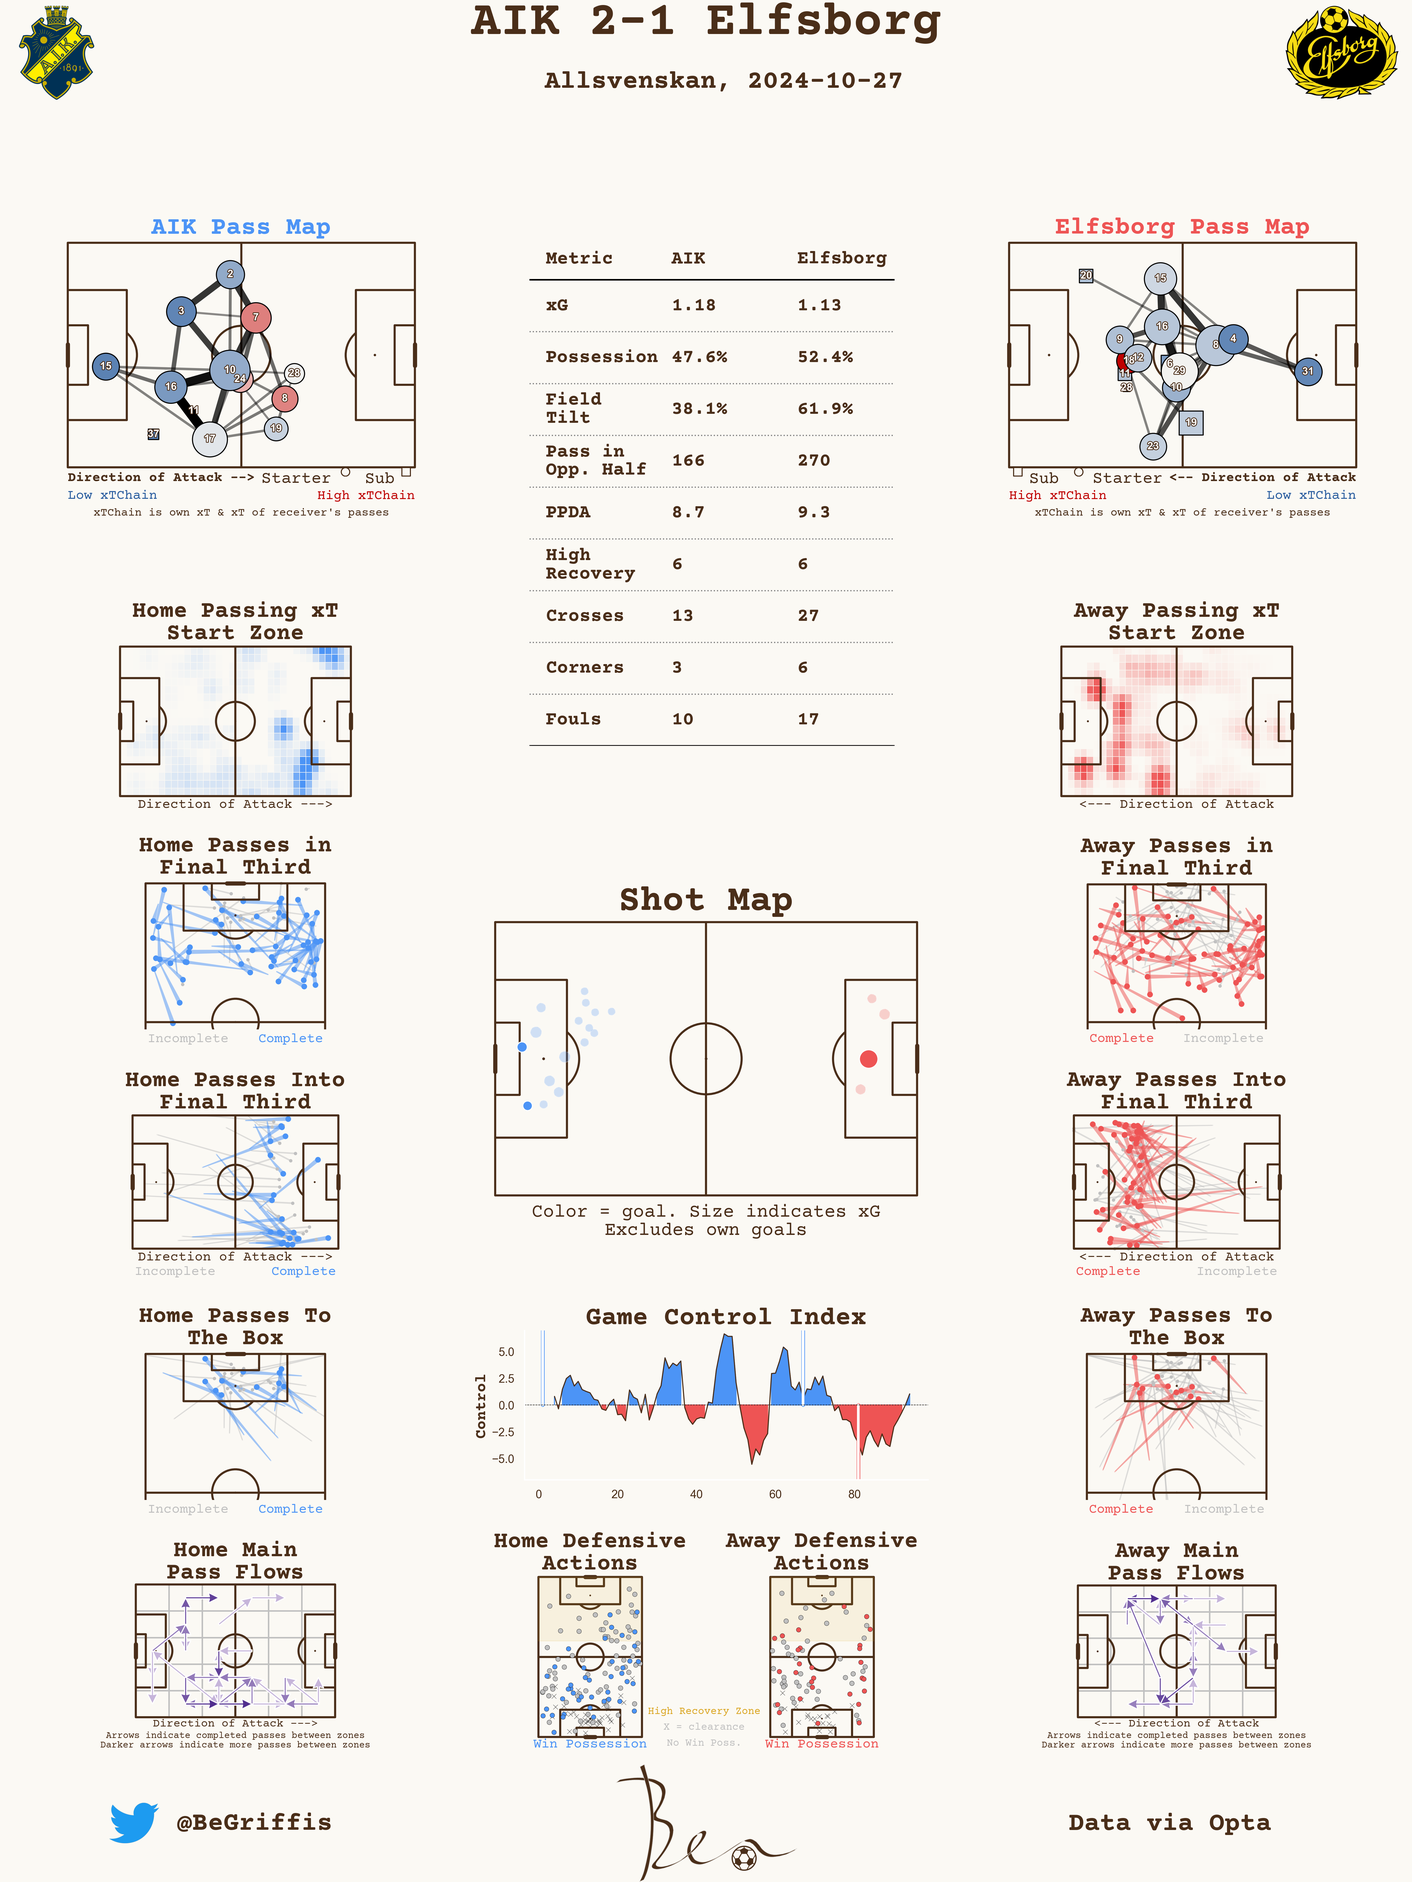 AIK 2-1 Elfsborg
Allsvenskan, 2024-10-27
A.I.K.
1891
Elfsborg
AIK Pass Map
2
3
7
15
10
24
28
16
8
11
19
17
37
Direction of Attack --> Starter Sub
Low xTChain High xTChain
xTChain is own xT & xT of receiver's passes
Metric AIK Elfsborg
xG 1.18 1.13
Possession 47.6% 52.4%
Field
Tilt 38.1% 61.9%
Pass in
Opp. Half 166 270
PPDA 8.7 9.3
High
Recovery 6 6
Crosses 13 27
Corners 3 6
Fouls 10 17
Elfsborg Pass Map
20
15
16
9
8
4
18
12
6
29
31
11
28
10
19
23
Sub Starter <-- Direction of Attack
High xTChain Low xTChain
xTChain is own xT & xT of receiver's passes
Home Passing xT
Start Zone
Direction of Attack --->
Away Passing xT
Start Zone
<--- Direction of Attack
Home Passes in
Final Third
Incomplete Complete
Shot Map
Color = goal. Size indicates xG
Excludes own goals
Away Passes in
Final Third
Complete Incomplete
Home Passes Into
Final Third
Direction of Attack --->
Incomplete Complete
Away Passes Into
Final Third
<--- Direction of Attack
Complete Incomplete
Home Passes To
The Box
Incomplete Complete
Game Control Index
Control
5.0
2.5
0.0
−2.5
−5.0
0 20 40 60 80
Away Passes To
The Box
Complete Incomplete
Home Main
Pass Flows
Direction of Attack --->
Arrows indicate completed passes between zones
Darker arrows indicate more passes between zones
Home Defensive
Actions
Win Possession
High Recovery Zone
X = clearance
No Win Poss.
Away Defensive
Actions
Win Possession
Away Main
Pass Flows
<--- Direction of Attack
Arrows indicate completed passes between zones
Darker arrows indicate more passes between zones
@BeGriffis
Ben
Data via Opta